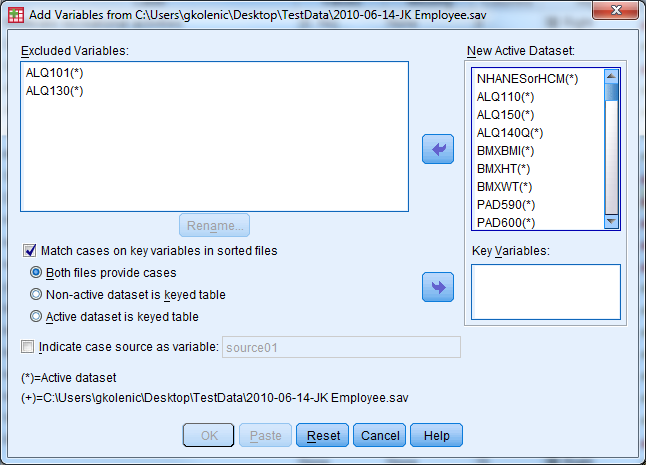 Add Variables from C:\Users\gkolenic\Desktop\TestData\2010-06-14-JK Employee.sav
Excluded Variables:
ALQ101(*)
ALQ130(*)
Rename...
New Active Dataset:
NHANESorHCM(*)
ALQ110(*)
ALQ150(*)
ALQ140Q(*)
BMXBMI(*)
BMXHT(*)
BMXWT(*)
PAD590(*)
PAD600(*)
Match cases on key variables in sorted files
Both files provide cases
Non-active dataset is keyed table
Active dataset is keyed table
Key Variables:
Indicate case source as variable: source01
(*)=Active dataset
(+)=C:\Users\gkolenic\Desktop\TestData\2010-06-14-JK Employee.sav
OK Paste Reset Cancel Help